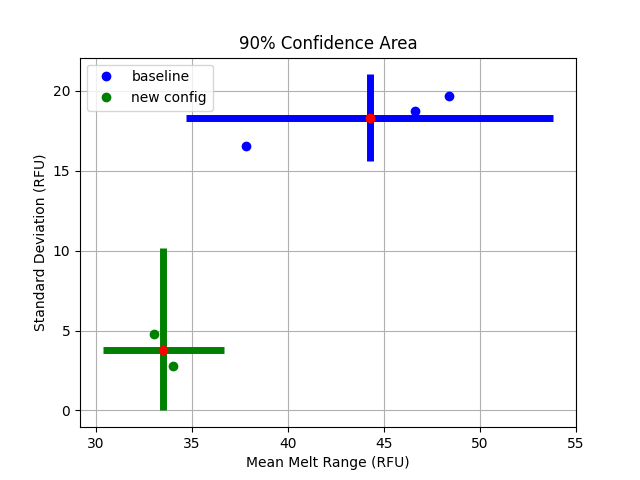 90% Confidence Area
baseline
new config
20
15
10
5
0
Standard Deviation (RFU)
30 35 40 45 50 55
Mean Melt Range (RFU)